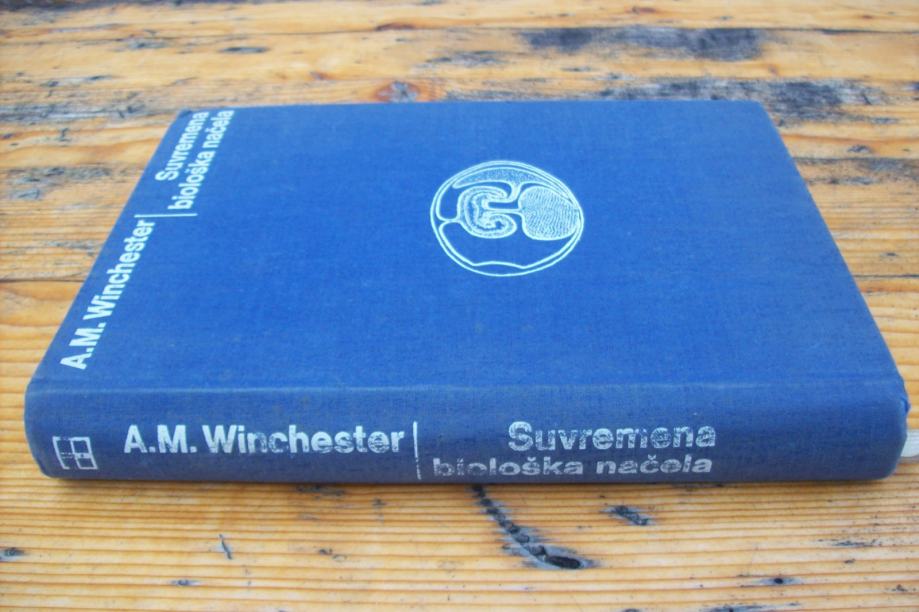 A.M. Winchester
Suvremena
biološka načela
A.M. Winchester
Suvremena
biološka načela